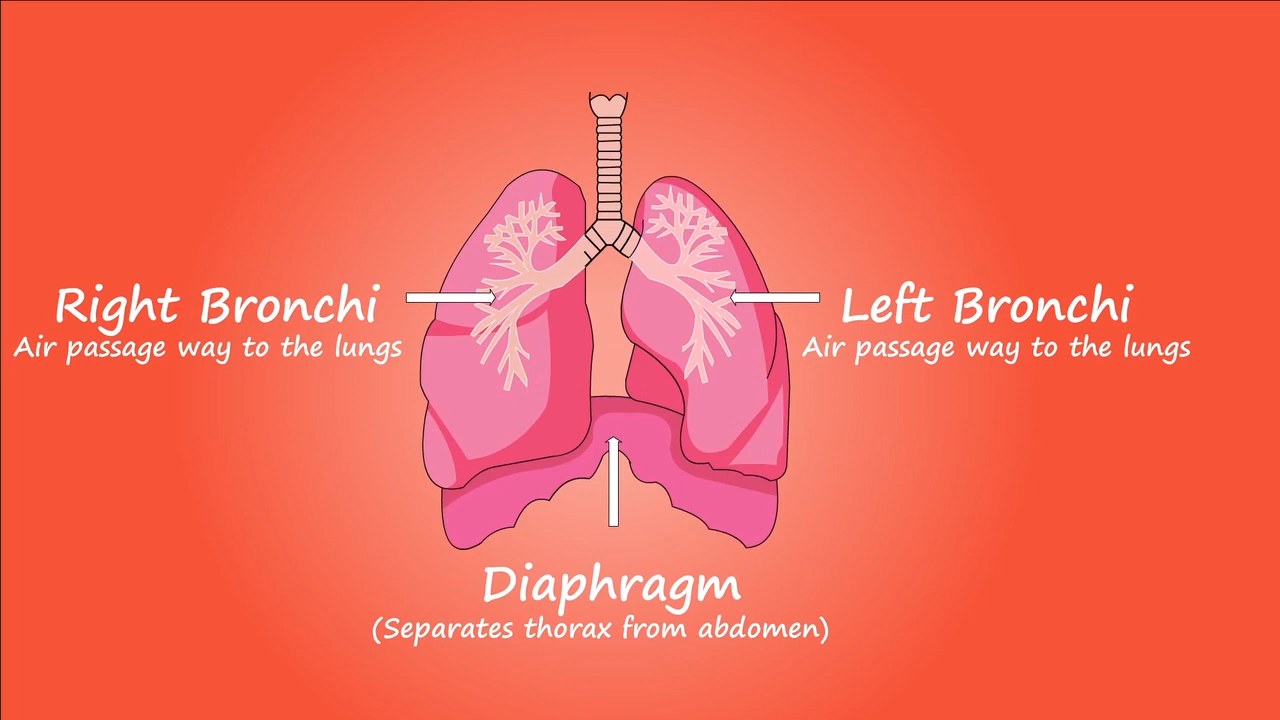 Right Bronchi
Air passage way to the lungs
Left Bronchi
Air passage way to the lungs
Diaphragm
(Separates thorax from abdomen)